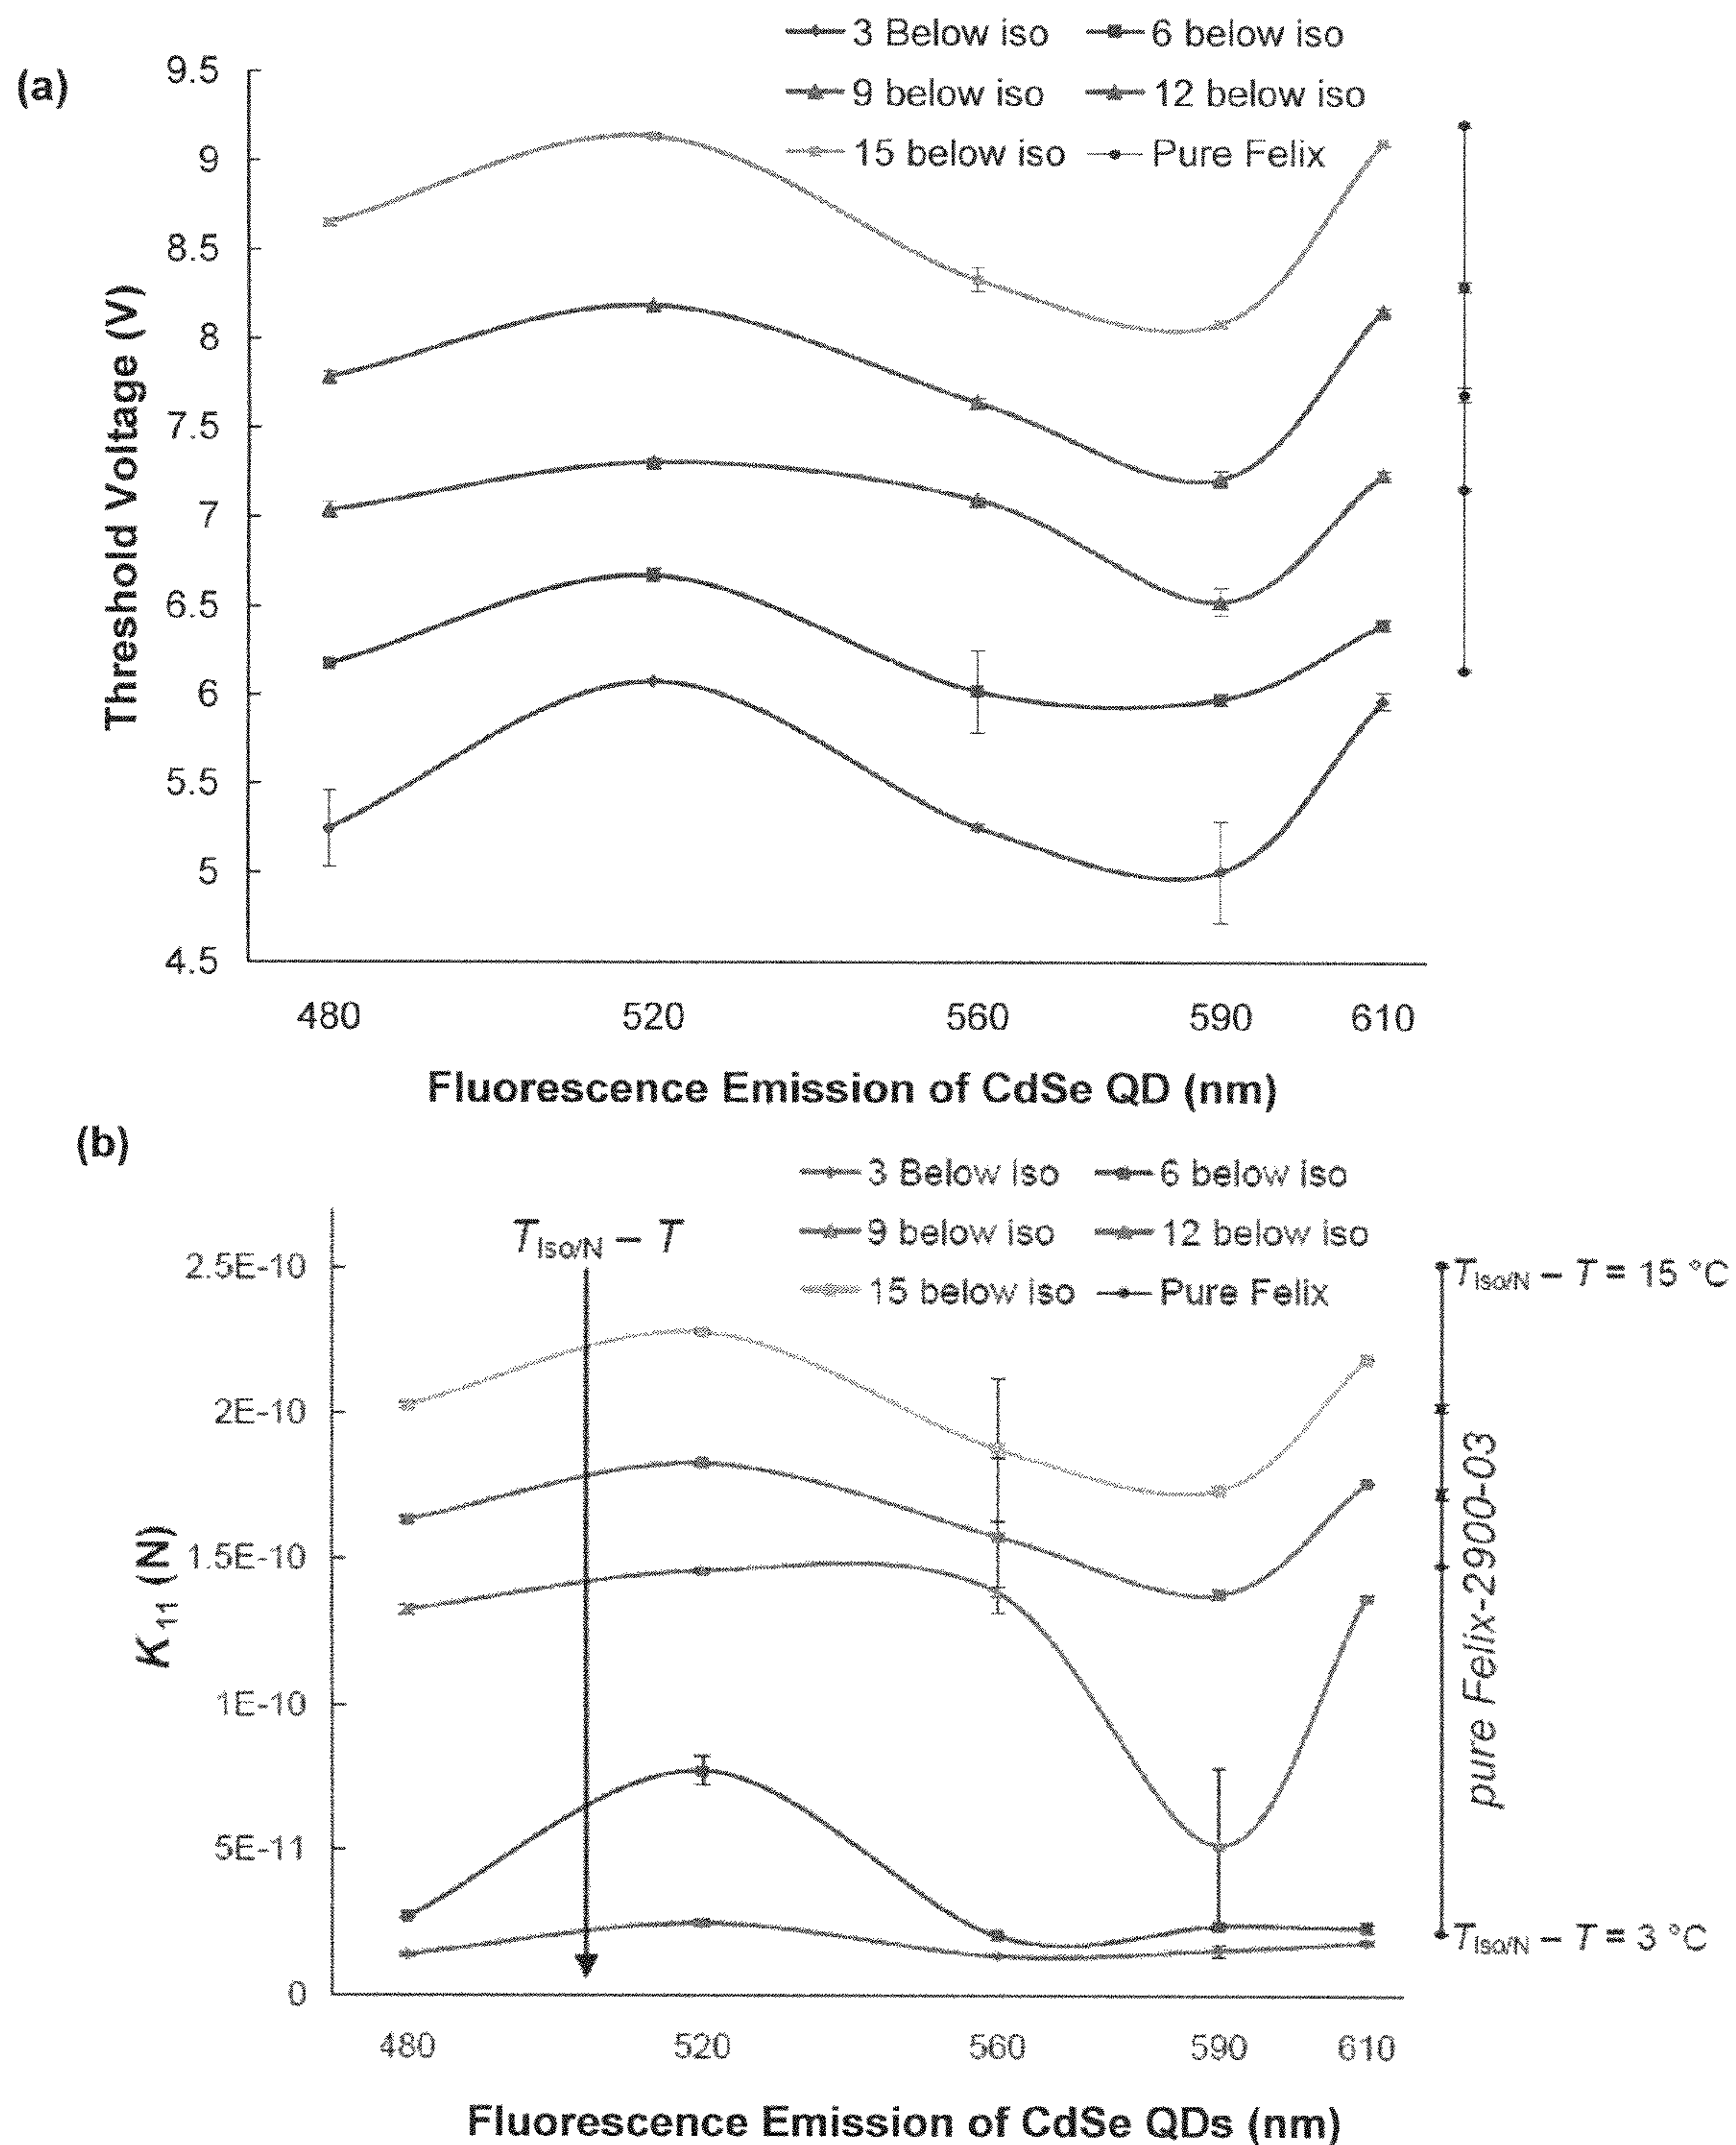 (a)
3 Below iso
6 below iso
9 below iso
12 below iso
15 below iso
Pure Felix
9.5
9
8.5
8
7.5
7
6.5
6
5.5
5
4.5
Threshold Voltage (V)
480
520
560
590
610
Fluorescence Emission of CdSe QD (nm)
(b)
3 Below iso
6 below iso
9 below iso
12 below iso
15 below iso
Pure Felix
TIso/N – T
2.5E-10
2E-10
1.5E-10
1E-10
5E-11
0
K11 (N)
TIso/N – T = 15 °C
pure Felix-2900-03
TIso/N – T = 3 °C
480
520
560
590
610
Fluorescence Emission of CdSe QDs (nm)